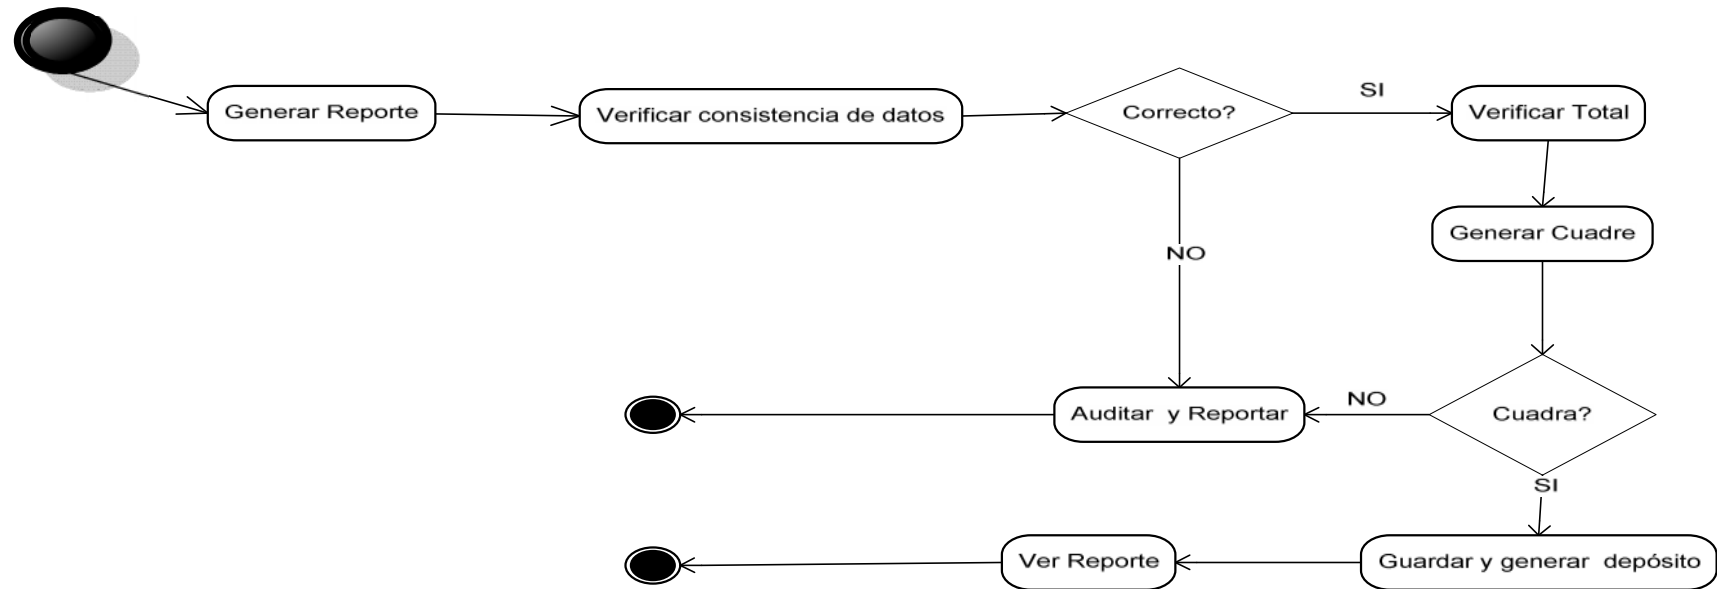 Generar Reporte
Verificar consistencia de datos
Correcto?
SI
Verificar Total
Generar Cuadre
NO
Auditar y Reportar
NO
Cuadra?
SI
Ver Reporte
Guardar y generar depósito